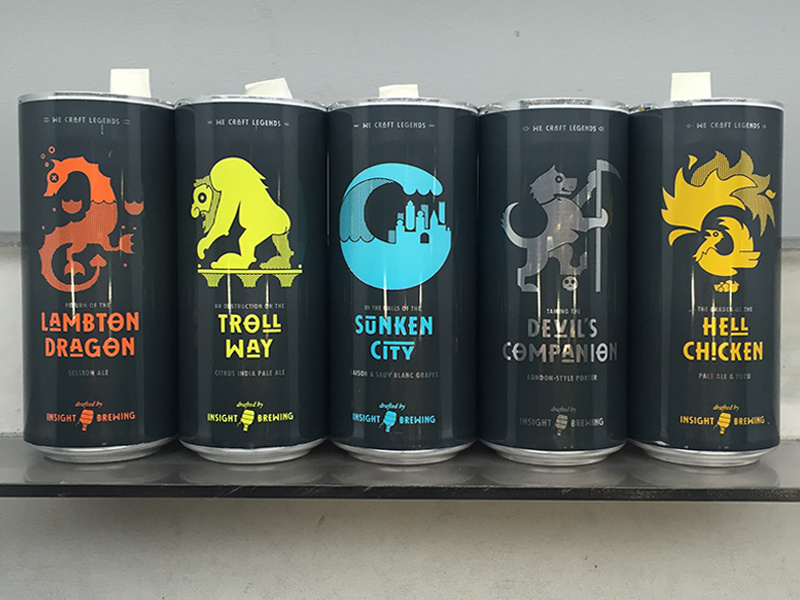 WE CRAFT LEGENDS
RETURN OF THE
LAMBTON
DRAGON
SESSION ALE
drafted by
INSIGHT BREWING
WE CRAFT LEGENDS
AN OBSTRUCTION ON THE
TROLL
WAY
CITRUS INDIA PALE ALE
drafted by
INSIGHT BREWING
WE CRAFT LEGENDS
IN THE OF THE
SUNKEN
CITY
SAISON & SAUV BLANC GRAPES
drafted by
INSIGHT BREWING
WE CRAFT LEGENDS
TAMING THE
DEVIL'S
COMPANION
LONDON-STYLE PORTER
drafted by
INSIGHT BREWING
WE CRAFT LEGENDS
THE GARDEN OF THE
HELL
CHICKEN
PALE ALE & YUZU
drafted by
INSIGHT BREWING